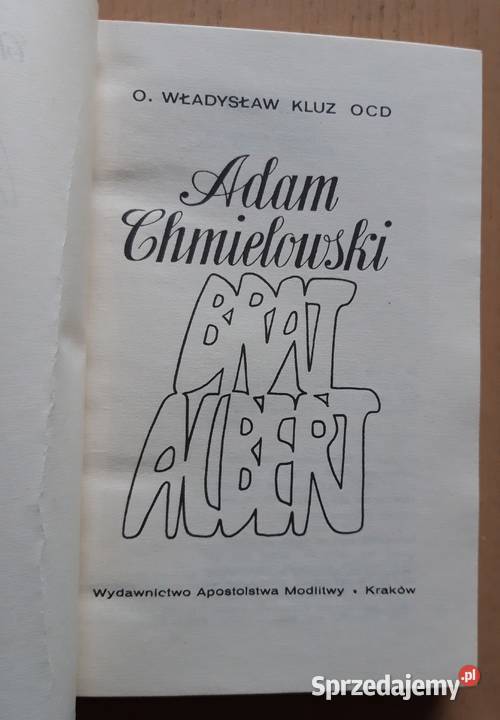 O. WŁADYSŁAW KLUZ OCD
Adam
Chmielowski
BRAT
ALBERT
Wydawnictwo Apostolstwa Modlitwy • Kraków
Sprzedajemy.pl